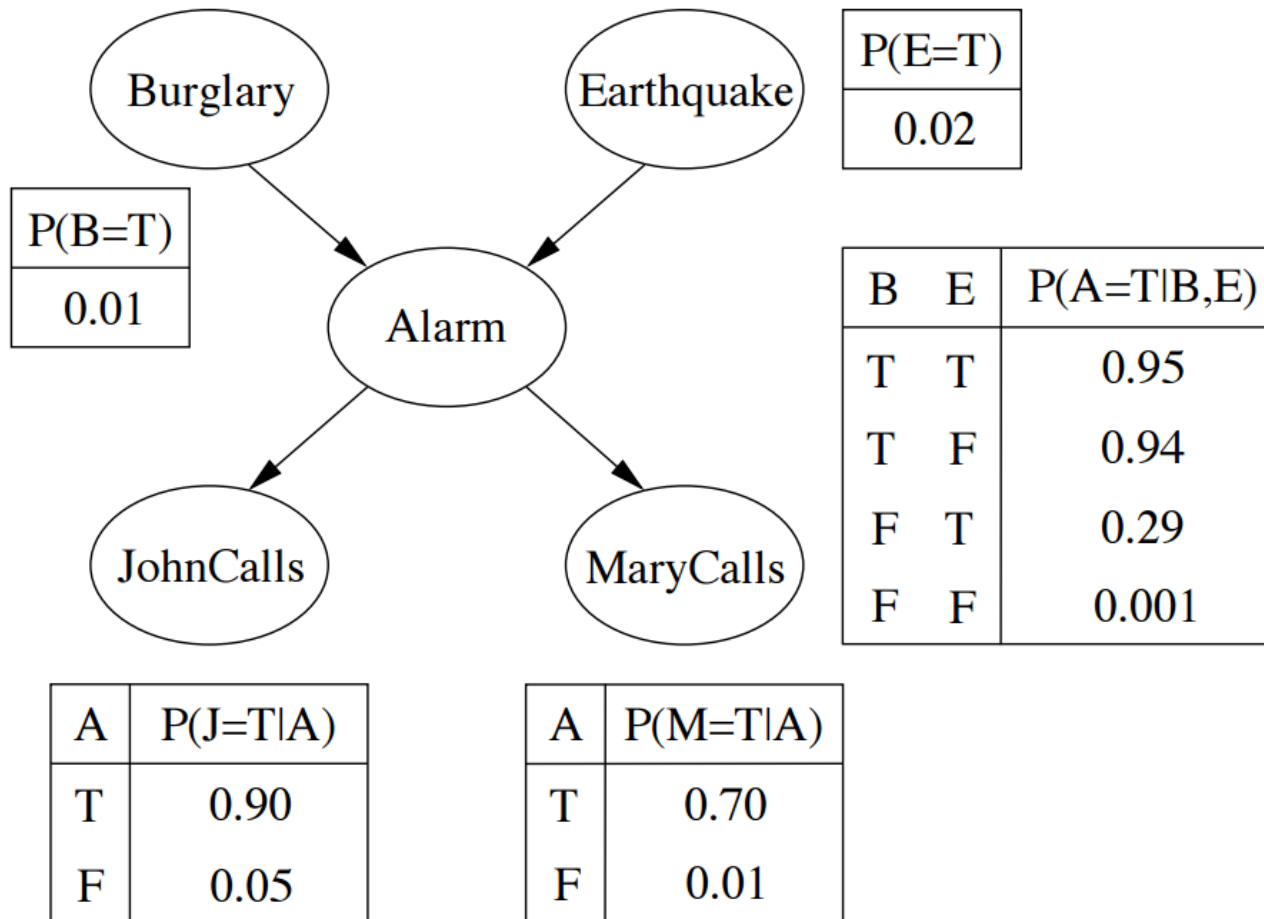 Burglary
Earthquake
P(E=T)
0.02
P(B=T)
0.01
Alarm
B E P(A=T|B,E)
T T 0.95
T F 0.94
F T 0.29
F F 0.001
JohnCalls
MaryCalls
A P(J=T|A)
T 0.90
F 0.05
A P(M=T|A)
T 0.70
F 0.01